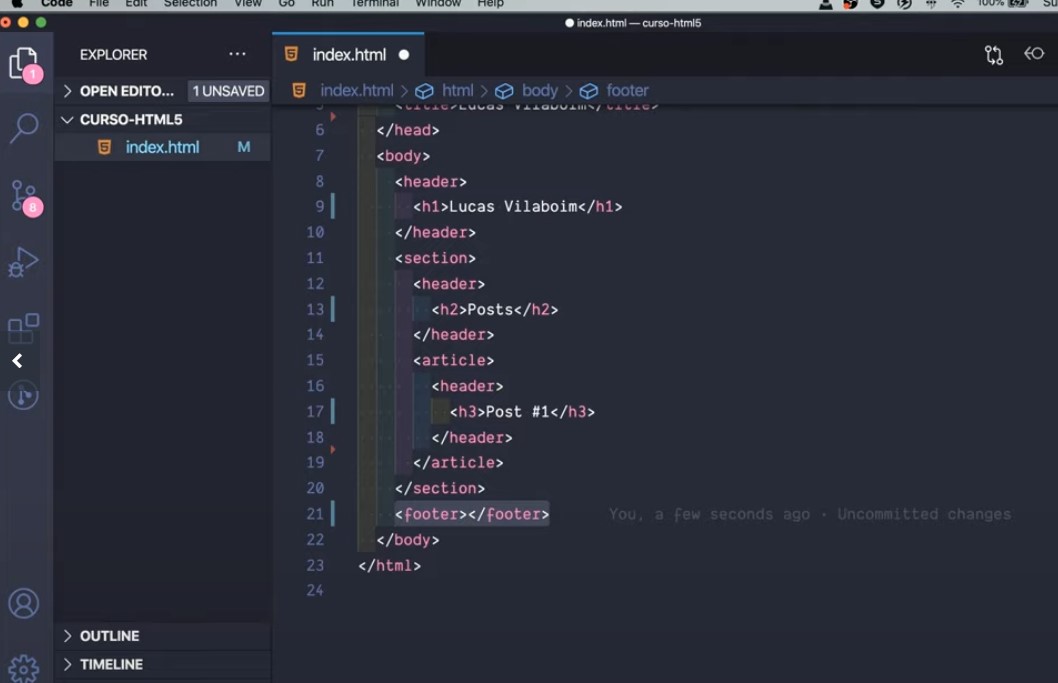 Code File Edit Selection View Go Run Terminal Window Help 100%
index.html — curso-html5
EXPLORER ···
index.html
OPEN EDITO... 1 UNSAVED
index.html > html > body > footer
CURSO-HTML5
index.html M
1
8
5 <title>Lucas Vilaboim</title>
6 </head>
7 <body>
8 <header>
9 <h1>Lucas Vilaboim</h1>
10 </header>
11 <section>
12 <header>
13 <h2>Posts</h2>
14 </header>
15 <article>
16 <header>
17 <h3>Post #1</h3>
18 </header>
19 </article>
20 </section>
21 <footer></footer> You, a few seconds ago · Uncommitted changes
22 </body>
23 </html>
24
OUTLINE
TIMELINE